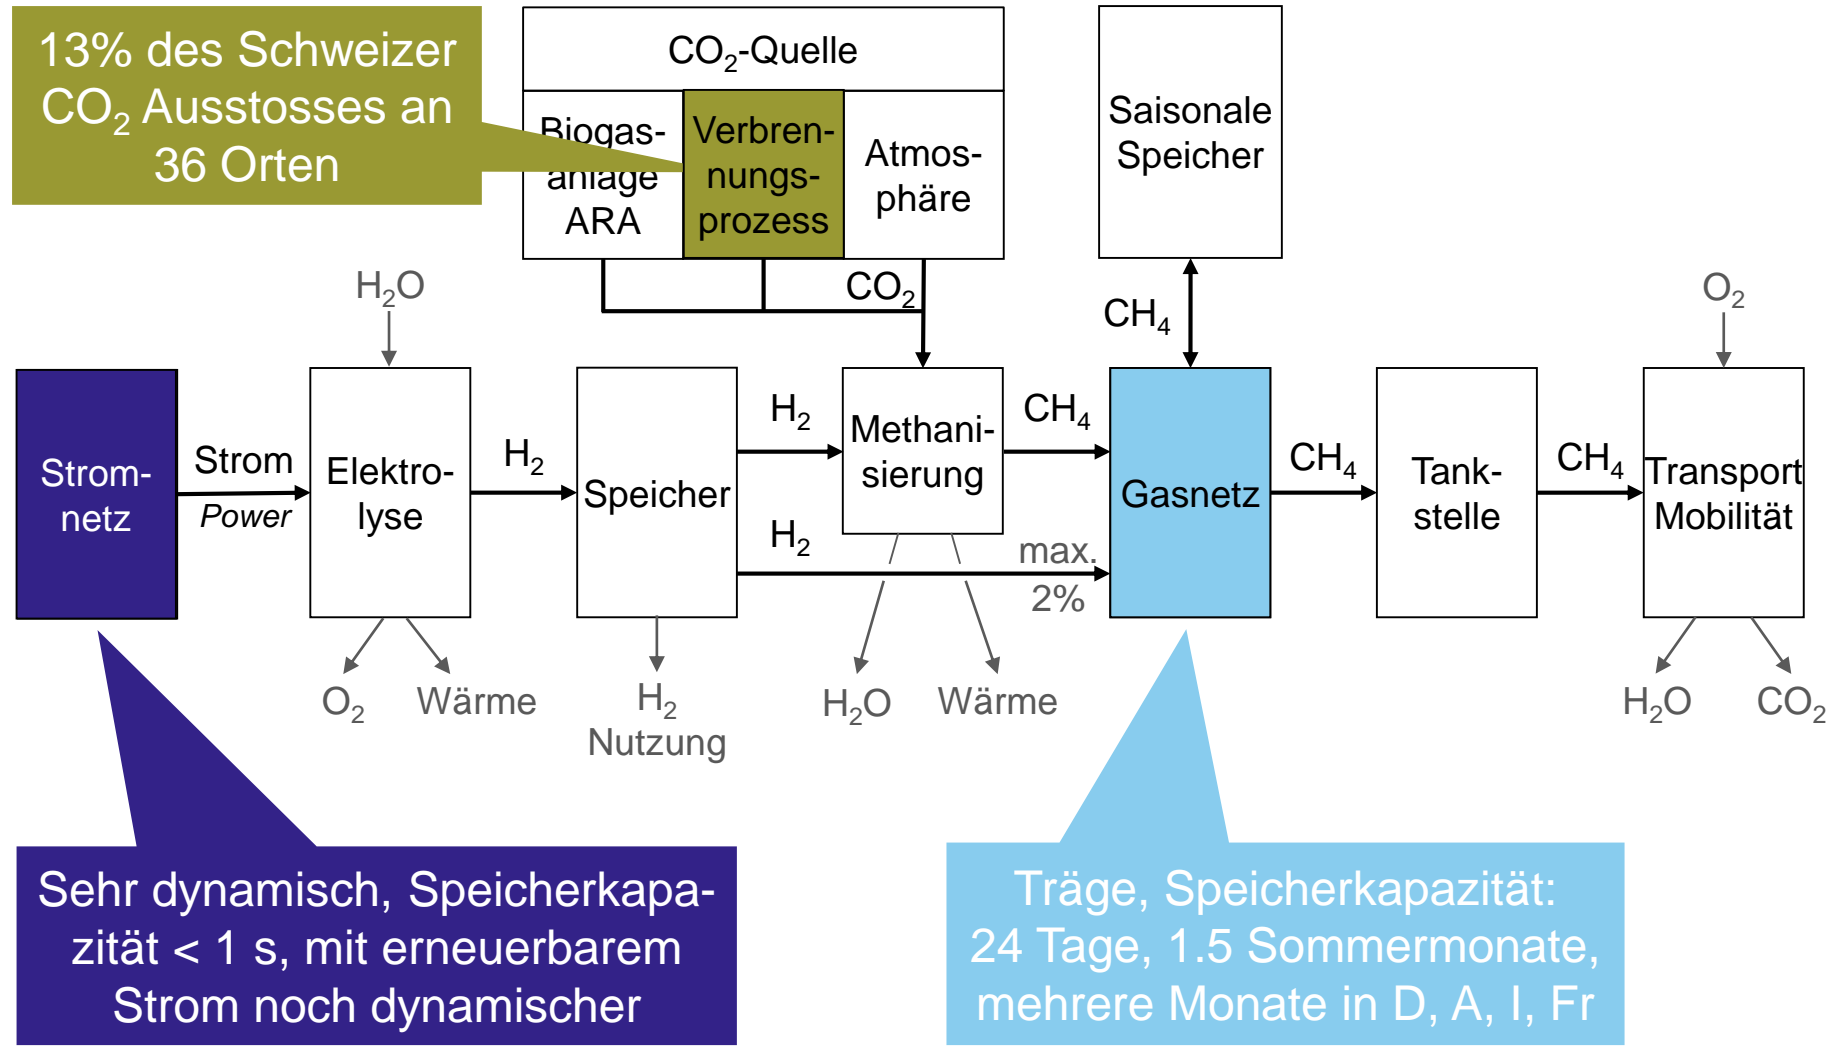 13% des Schweizer
CO₂ Ausstosses an
36 Orten
CO₂-Quelle
Biogas-
anlage
ARA
Verbren-
nungs-
prozess
Atmos-
phäre
Saisonale
Speicher
H₂O
CO₂
CH₄
O₂
Strom-
netz
Strom
Power
Elektro-
lyse
H₂
Speicher
H₂
H₂
Methani-
sierung
CH₄
max.
2%
Gasnetz
CH₄
Tank-
stelle
CH₄
Transport
Mobilität
O₂
Wärme
H₂
Nutzung
H₂O
Wärme
H₂O
CO₂
Sehr dynamisch, Speicherkapa-
zität < 1 s, mit erneuerbarem
Strom noch dynamischer
Träge, Speicherkapazität:
24 Tage, 1.5 Sommermonate,
mehrere Monate in D, A, I, Fr